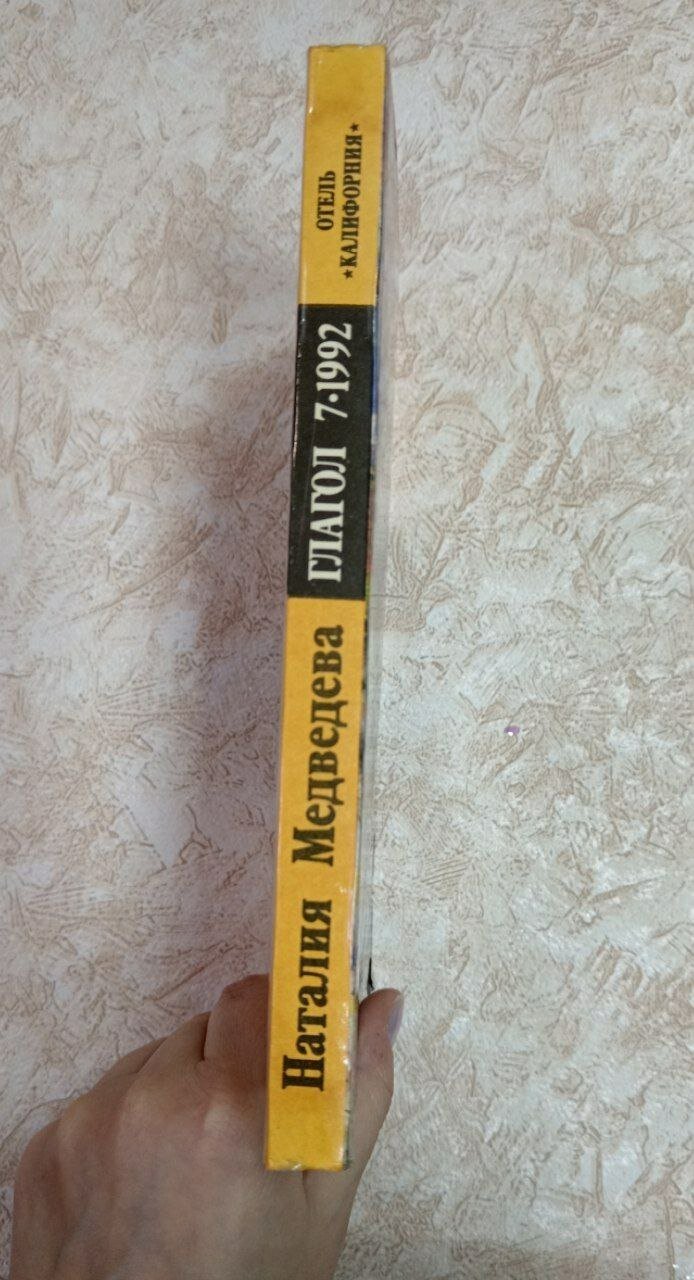 Наталия Медведева
ГЛАГОЛ 7•1992
ОТЕЛЬ
★КАЛИФОРНИЯ★